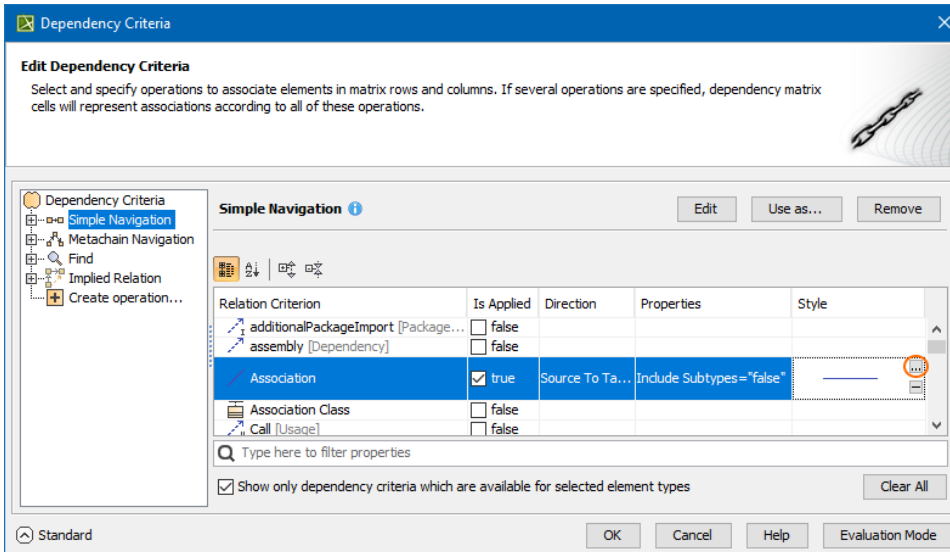 Dependency Criteria
Edit Dependency Criteria
Select and specify operations to associate elements in matrix rows and columns. If several operations are specified, dependency matrix
cells will represent associations according to all of these operations.
Dependency Criteria
Simple Navigation
Metachain Navigation
Find
Implied Relation
Create operation...
Simple Navigation
Edit
Use as...
Remove
Relation Criterion Is Applied Direction Properties Style
additionalPackageImport [Package... false
assembly [Dependency] false
Association true Source To Ta... Include Subtypes="false" ...
Association Class false
Call [Usage] false
Type here to filter properties
Show only dependency criteria which are available for selected element types
Clear All
Standard
OK
Cancel
Help
Evaluation Mode